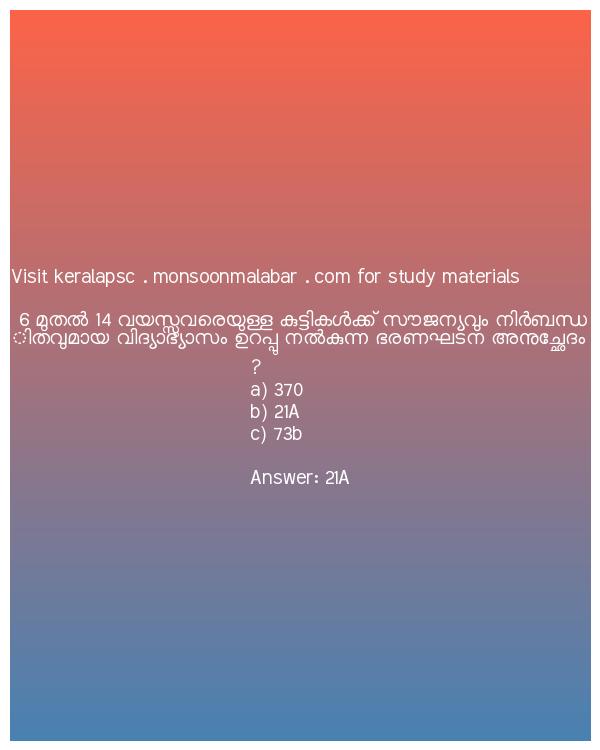 Visit keralapsc . monsoonmalabar . com for study materials
6 മുതൽ 14 വയസ്സുവരെയുള്ള കുട്ടികൾക്ക് സൗജന്യവും നിർബന്ധ
ിതവുമായ വിദ്യാഭ്യാസം ഉറപ്പു നൽകുന്ന ഭരണഘടന അനുച്ഛേദം
?
a) 370
b) 21A
c) 73b
Answer: 21A